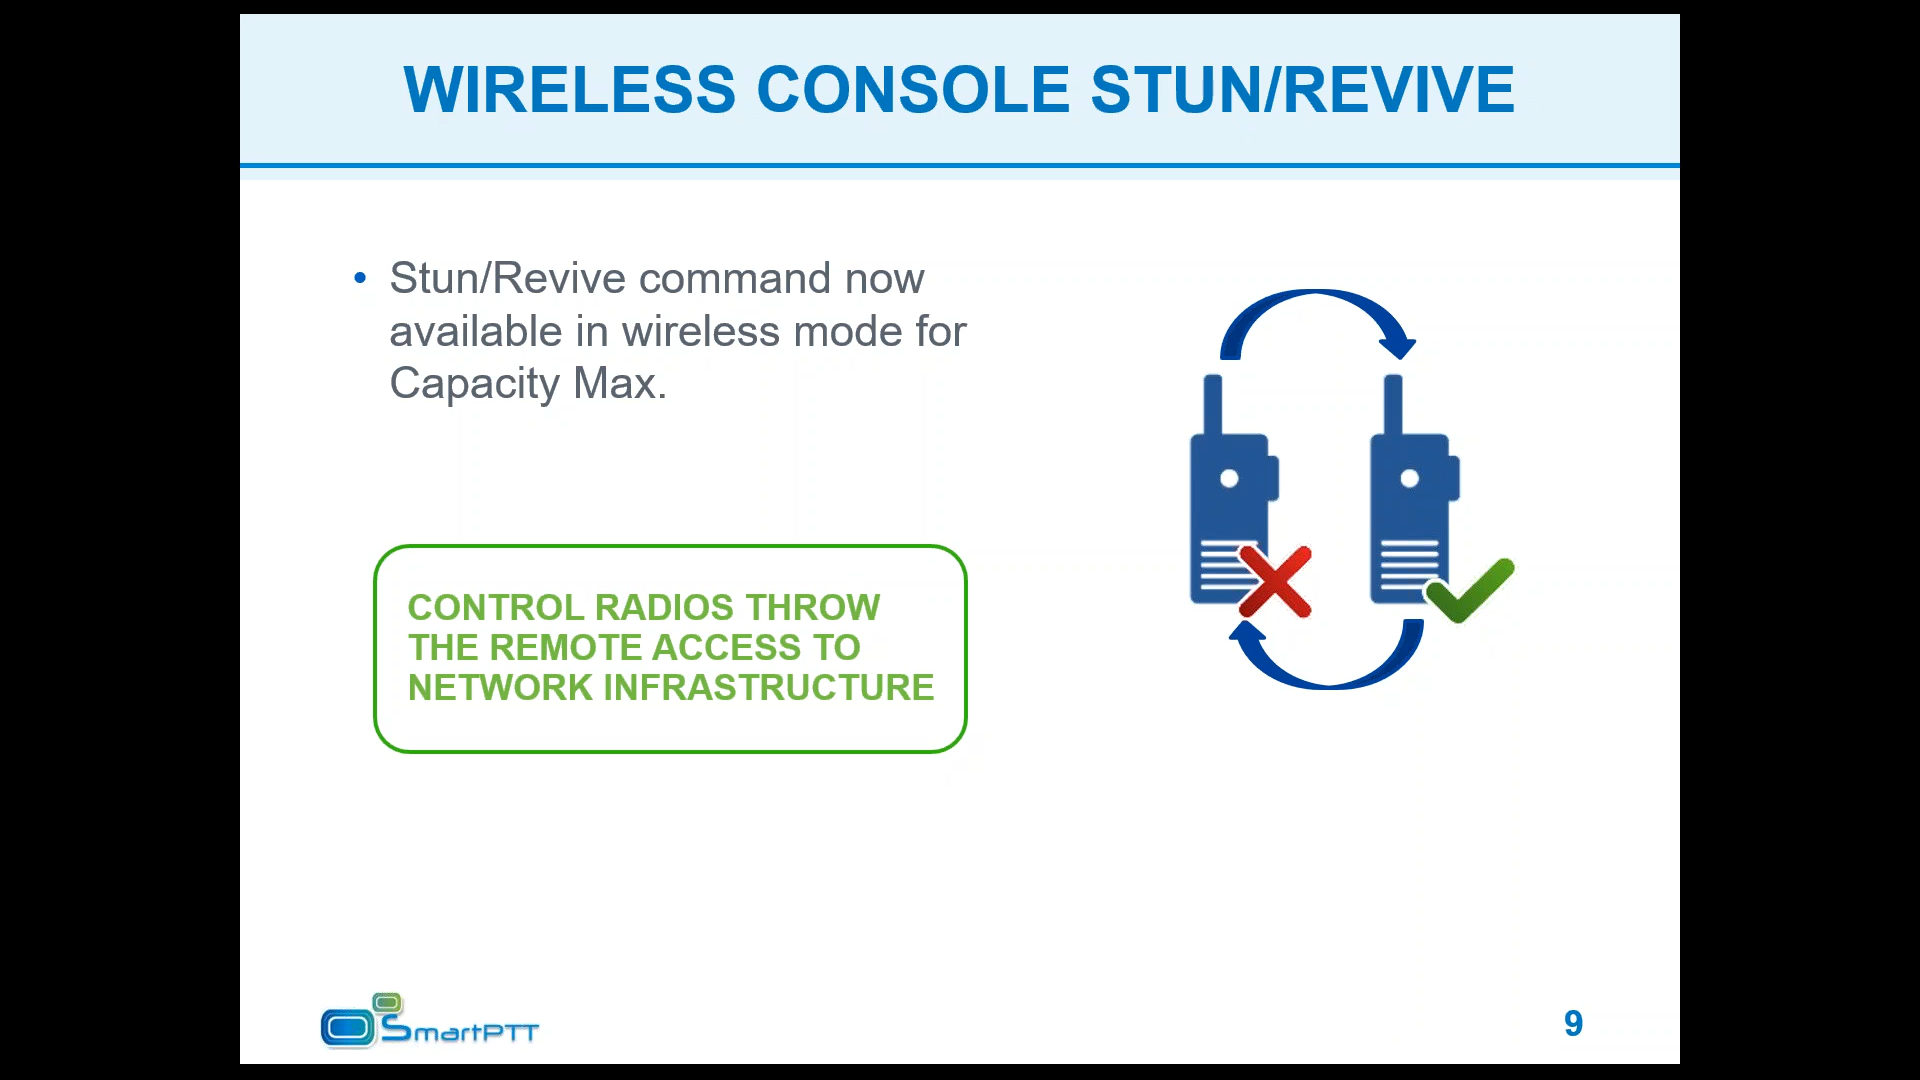 WIRELESS CONSOLE STUN/REVIVE
• Stun/Revive command now
available in wireless mode for
Capacity Max.
CONTROL RADIOS THROW
THE REMOTE ACCESS TO
NETWORK INFRASTRUCTURE
SmartPTT
9